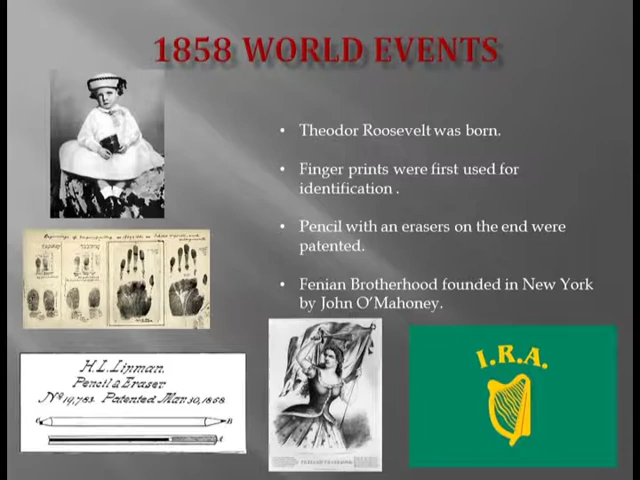 1858 WORLD EVENTS
• Theodor Roosevelt was born.
• Finger prints were first used for
identification .
• Pencil with an erasers on the end were
patented.
• Fenian Brotherhood founded in New York
by John O'Mahoney.
H.L. Lipman.
Pencil & Eraser
No 19,783. Patented Mar 30, 1858.
I.R.A.